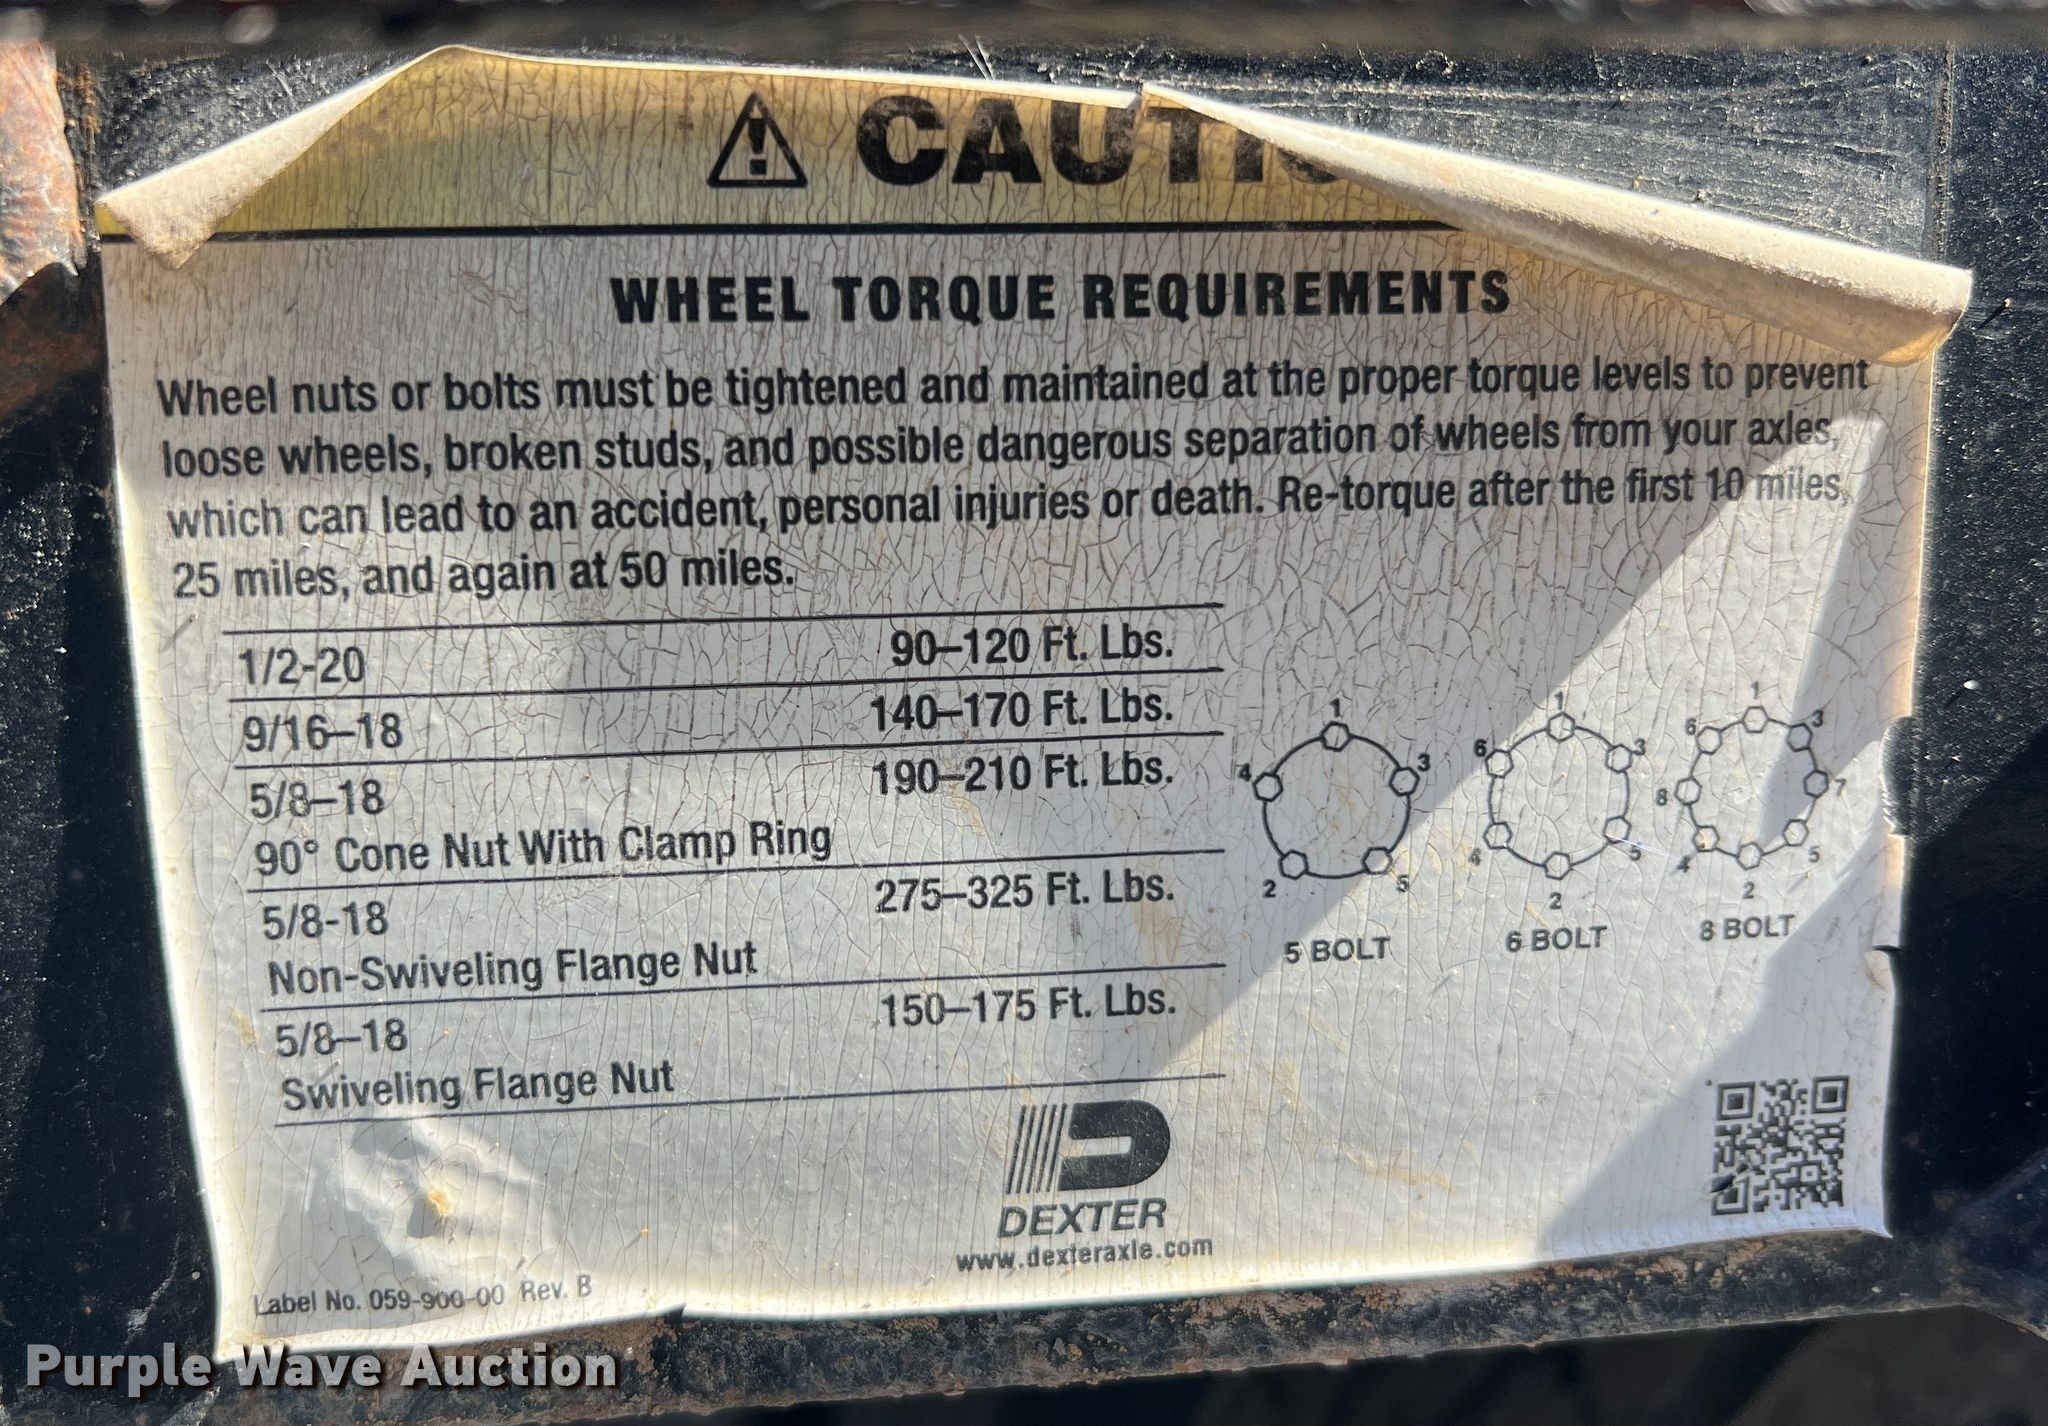 CAUTIO
WHEEL TORQUE REQUIREMENTS
Wheel nuts or bolts must be tightened and maintained at the proper torque levels to prevent
loose wheels, broken studs, and possible dangerous separation of wheels from your axles,
which can lead to an accident, personal injuries or death. Re-torque after the first 10 miles,
25 miles, and again at 50 miles.
1/2-20 90–120 Ft. Lbs.
9/16–18 140–170 Ft. Lbs.
5/8–18 190–210 Ft. Lbs.
90° Cone Nut With Clamp Ring
5/8-18 275–325 Ft. Lbs.
Non-Swiveling Flange Nut
5/8–18 150–175 Ft. Lbs.
Swiveling Flange Nut
1
4 3
2 5
5 BOLT
1
6 3
4 5
2
6 BOLT
1
6 3
8 7
4 5
2
8 BOLT
DEXTER
www.dexteraxle.com
Label No. 059-900-00 Rev. B
Purple Wave Auction